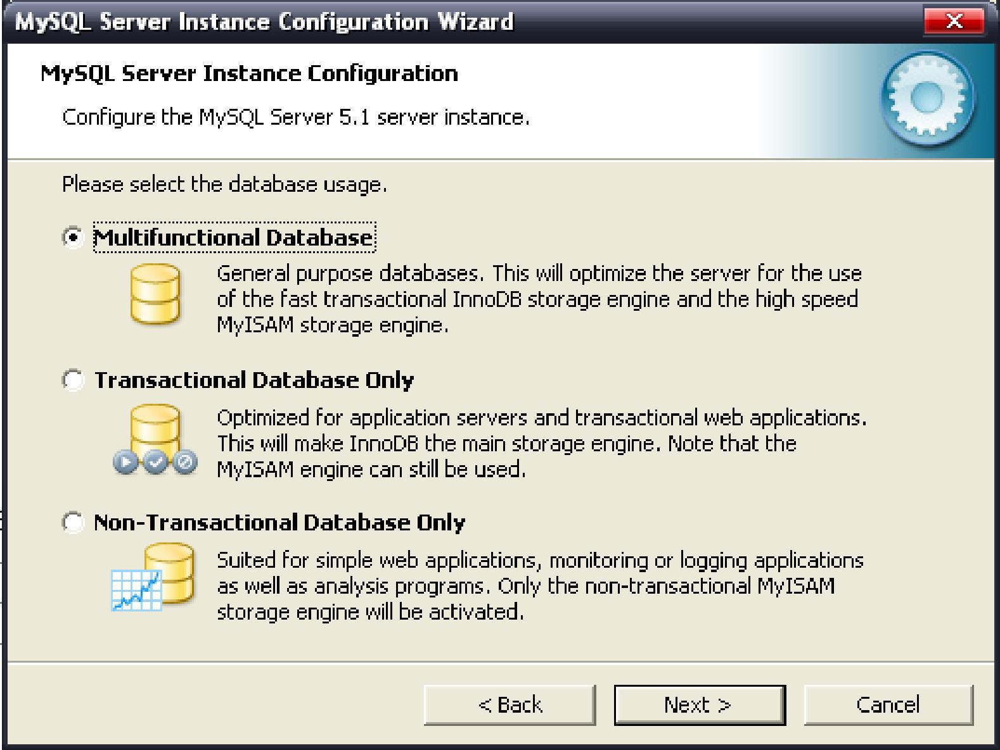 MySQL Server Instance Configuration Wizard
MySQL Server Instance Configuration
Configure the MySQL Server 5.1 server instance.
Please select the database usage.
Multifunctional Database
General purpose databases. This will optimize the server for the use
of the fast transactional InnoDB storage engine and the high speed
MyISAM storage engine.
Transactional Database Only
Optimized for application servers and transactional web applications.
This will make InnoDB the main storage engine. Note that the
MyISAM engine can still be used.
Non-Transactional Database Only
Suited for simple web applications, monitoring or logging applications
as well as analysis programs. Only the non-transactional MyISAM
storage engine will be activated.
< Back
Next >
Cancel